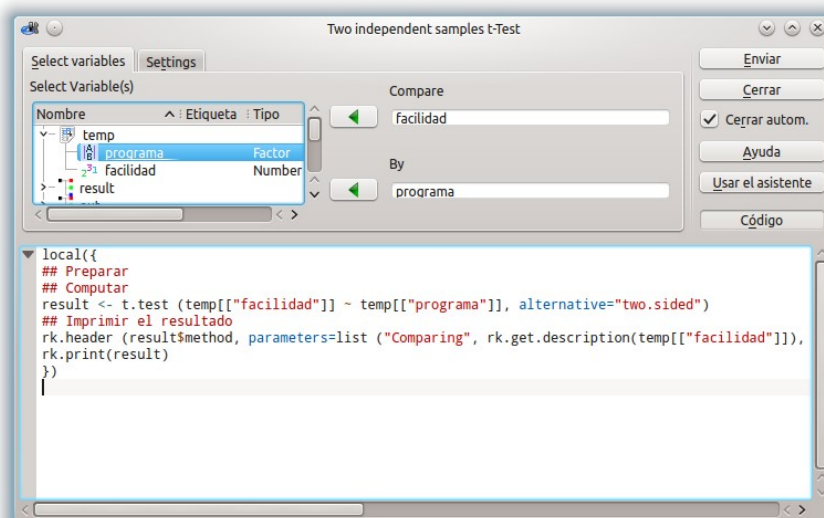 Two independent samples t-Test
Select variables
Settings
Select Variable(s)
Nombre Etiqueta Tipo
temp
programa Factor
facilidad Number
result
Compare
facilidad
By
programa
Enviar
Cerrar
Cerrar autom.
Ayuda
Usar el asistente
Código
local({
## Preparar
## Computar
result <- t.test (temp[["facilidad"]] ~ temp[["programa"]], alternative="two.sided")
## Imprimir el resultado
rk.header (result$method, parameters=list ("Comparing", rk.get.description(temp[["facilidad"]]),
rk.print(result)
})